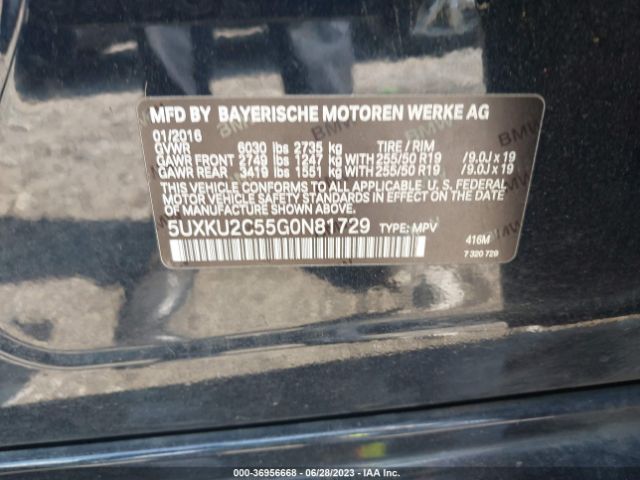 MFD BY BAYERISCHE MOTOREN WERKE AG
01/2016
GVWR 6030 lbs 2735 kg TIRE / RIM
GAWR FRONT 2749 lbs 1247 kg WITH 255/50 R19 / 9.0J x 19
GAWR REAR 3419 lbs 1551 kg WITH 255/50 R19 / 9.0J x 19
THIS VEHICLE CONFORMS TO ALL APPLICABLE U. S. FEDERAL
MOTOR VEHICLE SAFETY STANDARDS IN EFFECT ON THE DATE
OF MANUFACTURE SHOWN ABOVE.
5UXKU2C55G0N81729 TYPE: MPV
416M
7 320 729
000-36956668 - 06/28/2023 - IAA Inc.